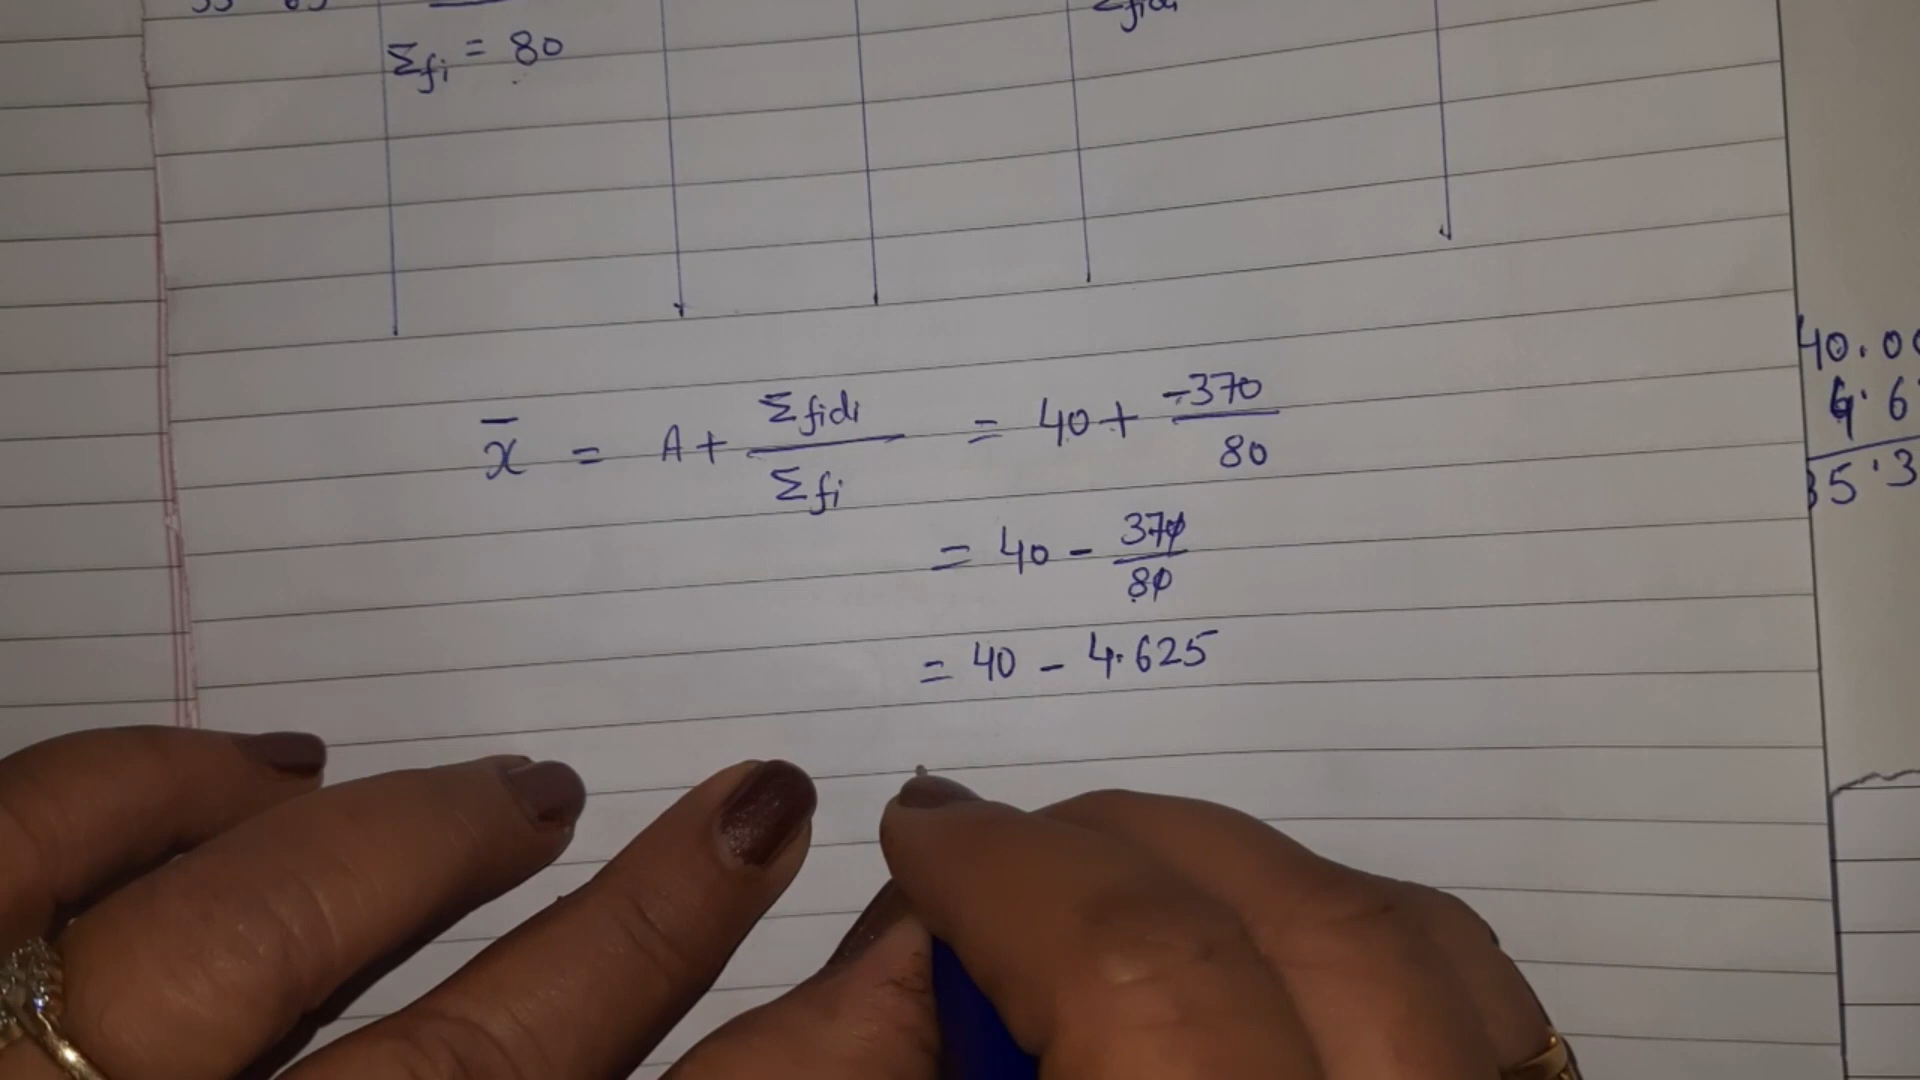 Σfi = 80
Σfidi
x̄ = A + Σfidi / Σfi = 40 + -370 / 80
= 40 - 370 / 80
= 40 - 4.625
40.00
4.6
35.3